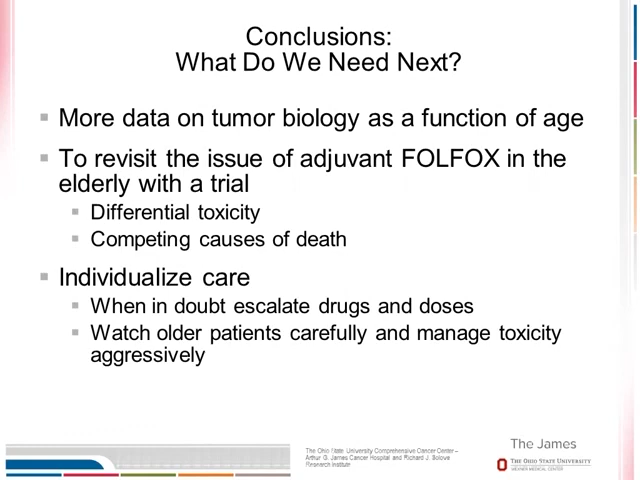 Conclusions:
What Do We Need Next?
More data on tumor biology as a function of age
To revisit the issue of adjuvant FOLFOX in the
elderly with a trial
Differential toxicity
Competing causes of death
Individualize care
When in doubt escalate drugs and doses
Watch older patients carefully and manage toxicity
aggressively
The Ohio State University Comprehensive Cancer Center –
Arthur G. James Cancer Hospital and Richard J. Solove
Research Institute
The James
THE OHIO STATE UNIVERSITY
WEXNER MEDICAL CENTER